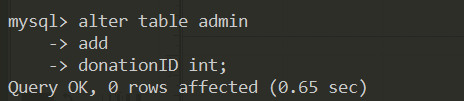 mysql> alter table admin
    -> add
    -> donationID int;
Query OK, 0 rows affected (0.65 sec)